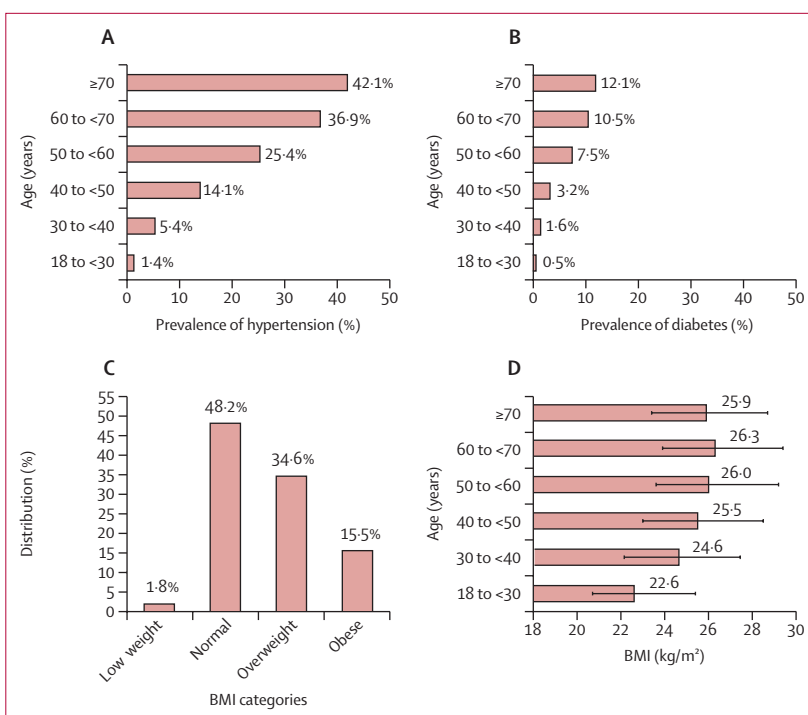 A
Age (years)
≥70
42·1%
60 to <70
36·9%
50 to <60
25·4%
40 to <50
14·1%
30 to <40
5·4%
18 to <30
1·4%
0 10 20 30 40 50
Prevalence of hypertension (%)
B
Age (years)
≥70
12·1%
60 to <70
10·5%
50 to <60
7·5%
40 to <50
3·2%
30 to <40
1·6%
18 to <30
0·5%
0 10 20 30 40 50
Prevalence of diabetes (%)
C
Distribution (%)
55
50
45
40
35
30
25
20
15
10
5
0
1·8%
48·2%
34·6%
15·5%
Low weight
Normal
Overweight
Obese
BMI categories
D
Age (years)
≥70
25·9
60 to <70
26·3
50 to <60
26·0
40 to <50
25·5
30 to <40
24·6
18 to <30
22·6
18 20 22 24 26 28 30
BMI (kg/m²)